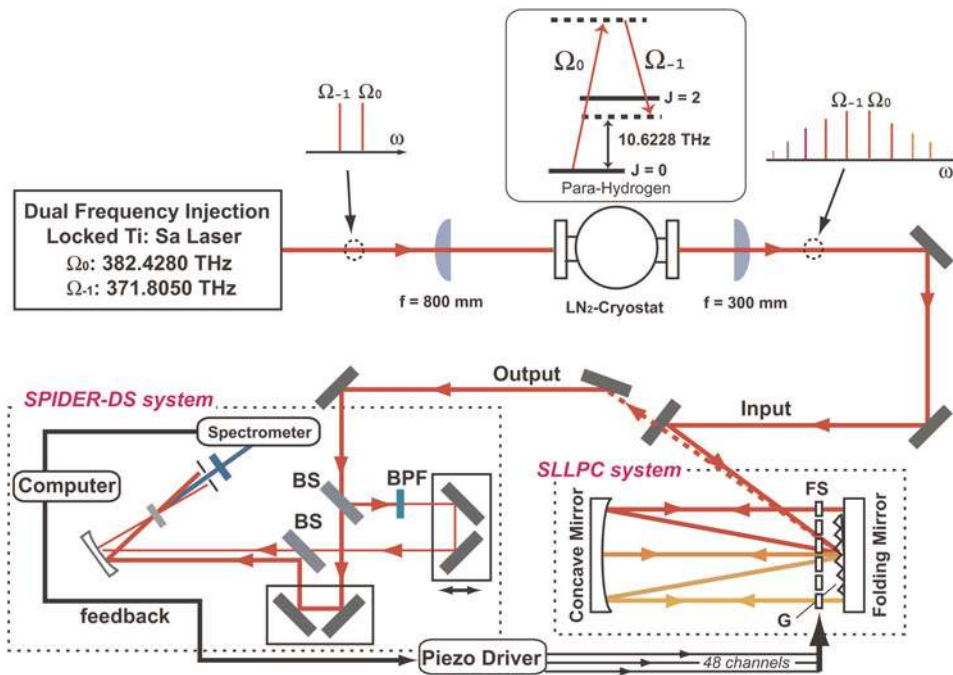 Ω₋₁ Ω₀
ω
Ω₀
Ω₋₁
J = 2
10.6228 THz
J = 0
Para-Hydrogen
Ω₋₁ Ω₀
ω
Dual Frequency Injection
Locked Ti: Sa Laser
Ω₀: 382.4280 THz
Ω₋₁: 371.8050 THz
f = 800 mm
LN₂-Cryostat
f = 300 mm
Output
Input
SPIDER-DS system
Spectrometer
Computer
BS
BPF
BS
feedback
SLLPC system
FS
Concave Mirror
Folding Mirror
G
Piezo Driver
48 channels